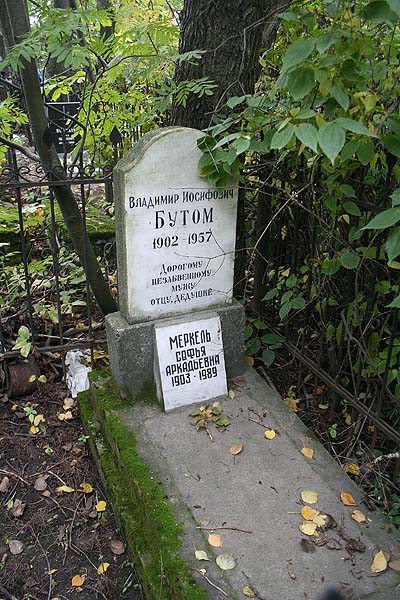 Владимир Иосифович
БУТОМ
1902-1957
Дорогому
незабвенному
мужу
отцу, дедушке
МЕРКЕЛЬ
СОФЬЯ
АРКАДЬЕВНА
1903-1989